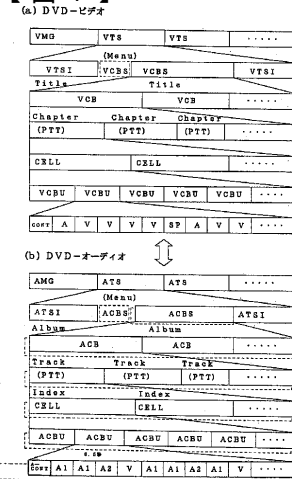 (a) DVD-ビデオ
VMG VTS VTS ·····
(Menu)
VTSI VCBS VCBS VTSI
Title Title
VCB VCB ·····
Chapter Chapter Chapter
(PTT) (PTT) (PTT) ·····
CELL CELL ·····
VCBU VCBU VCBU VCBU VCBU ·····
CONT A V V V SP A V V ·····
(b) DVD-オーディオ
AMG ATS ATS ·····
(Menu)
ATSI ACBS ACBS ATSI
Album Album
ACB ACB ·····
Track Track Track
(PTT) (PTT) (PTT) ·····
Index Index
CELL CELL ·····
ACBU ACBU ACBU ACBU ACBU ·····
CONT A1 A1 A2 V A1 A1 A2 A1 V ·····